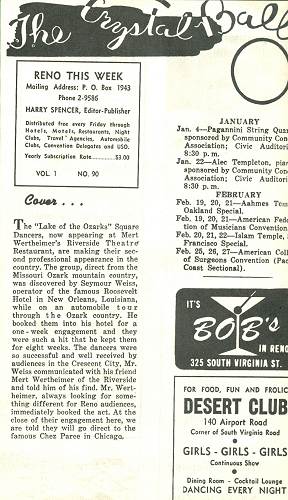 The Crystal Ball
RENO THIS WEEK
Mailing Address: P. O. Box 1943
Phone 2-9586
HARRY SPENCER, Editor-Publisher
Distributed free every Friday through
Hotels, Motels, Restaurants, Night
Clubs, Travel Agencies, Automobile
Clubs, Convention Delegates and USO.
Yearly Subscription Rate............$3.00
VOL. 1 NO. 90
Cover . . .
The "Lake of the Ozarks" Square
Dancers, now appearing at Mert
Wertheimer's Riverside Theatre
Restaurant, are making their sec-
ond professional appearance in the
country. The group, direct from the
Missouri Ozark mountain country,
was discovered by Seymour Weiss,
operator of the famous Roosevelt
Hotel in New Orleans, Louisiana,
while on an automobile tour
through the Ozark country. He
booked them into his hotel for a
one-week engagement and they
were such a hit that he kept them
for eight weeks. The dancers were
so successful and well received by
audiences in the Crescent City, Mr.
Weiss communicated with his friend
Mert Wertheimer of the Riverside
and told him of his find. Mr. Wert-
heimer, always looking for some-
thing different for Reno audiences,
immediately booked the act. At the
close of their engagement here, we
are told they will go direct to the
famous Chez Paree in Chicago.
JANUARY
Jan. 4—Pagannini String Quar
sponsored by Community Conc
Association; Civic Auditori
8:30 p. m.
Jan. 22—Alec Templeton, pian
sponsored by Community Conc
Association; Civic Auditori
8:30 p. m.
FEBRUARY
Feb. 19, 20, 21—Aahmes Tem
Oakland Special.
Feb. 19, 20, 21—American Fede
tion of Musicians Convention
Feb. 20, 21, 22—Islam Temple, S
Francisco Special.
Feb. 25, 26, 27—American Colle
of Surgeons Convention (Pac
Coast Sectional).
IT'S
BOB'S
IN RENO
325 SOUTH VIRGINIA ST.
FOR FOOD, FUN AND FROLIC
DESERT CLUB
140 Airport Road
Corner of South Virginia Road
GIRLS - GIRLS - GIRLS
Continuous Show
Dining Room - Cocktail Lounge
DANCING EVERY NIGHT